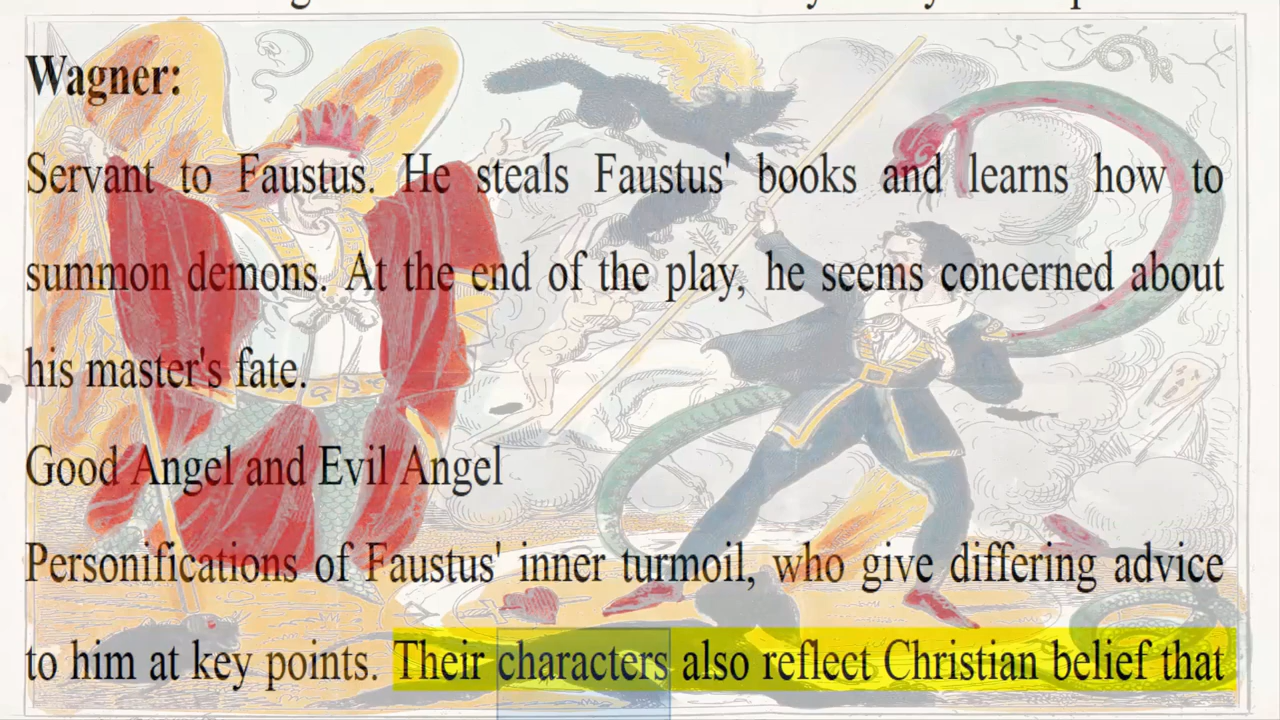 Wagner:
Servant to Faustus. He steals Faustus' books and learns how to
summon demons. At the end of the play, he seems concerned about
his master's fate.
Good Angel and Evil Angel
Personifications of Faustus' inner turmoil, who give differing advice
to him at key points. Their characters also reflect Christian belief that